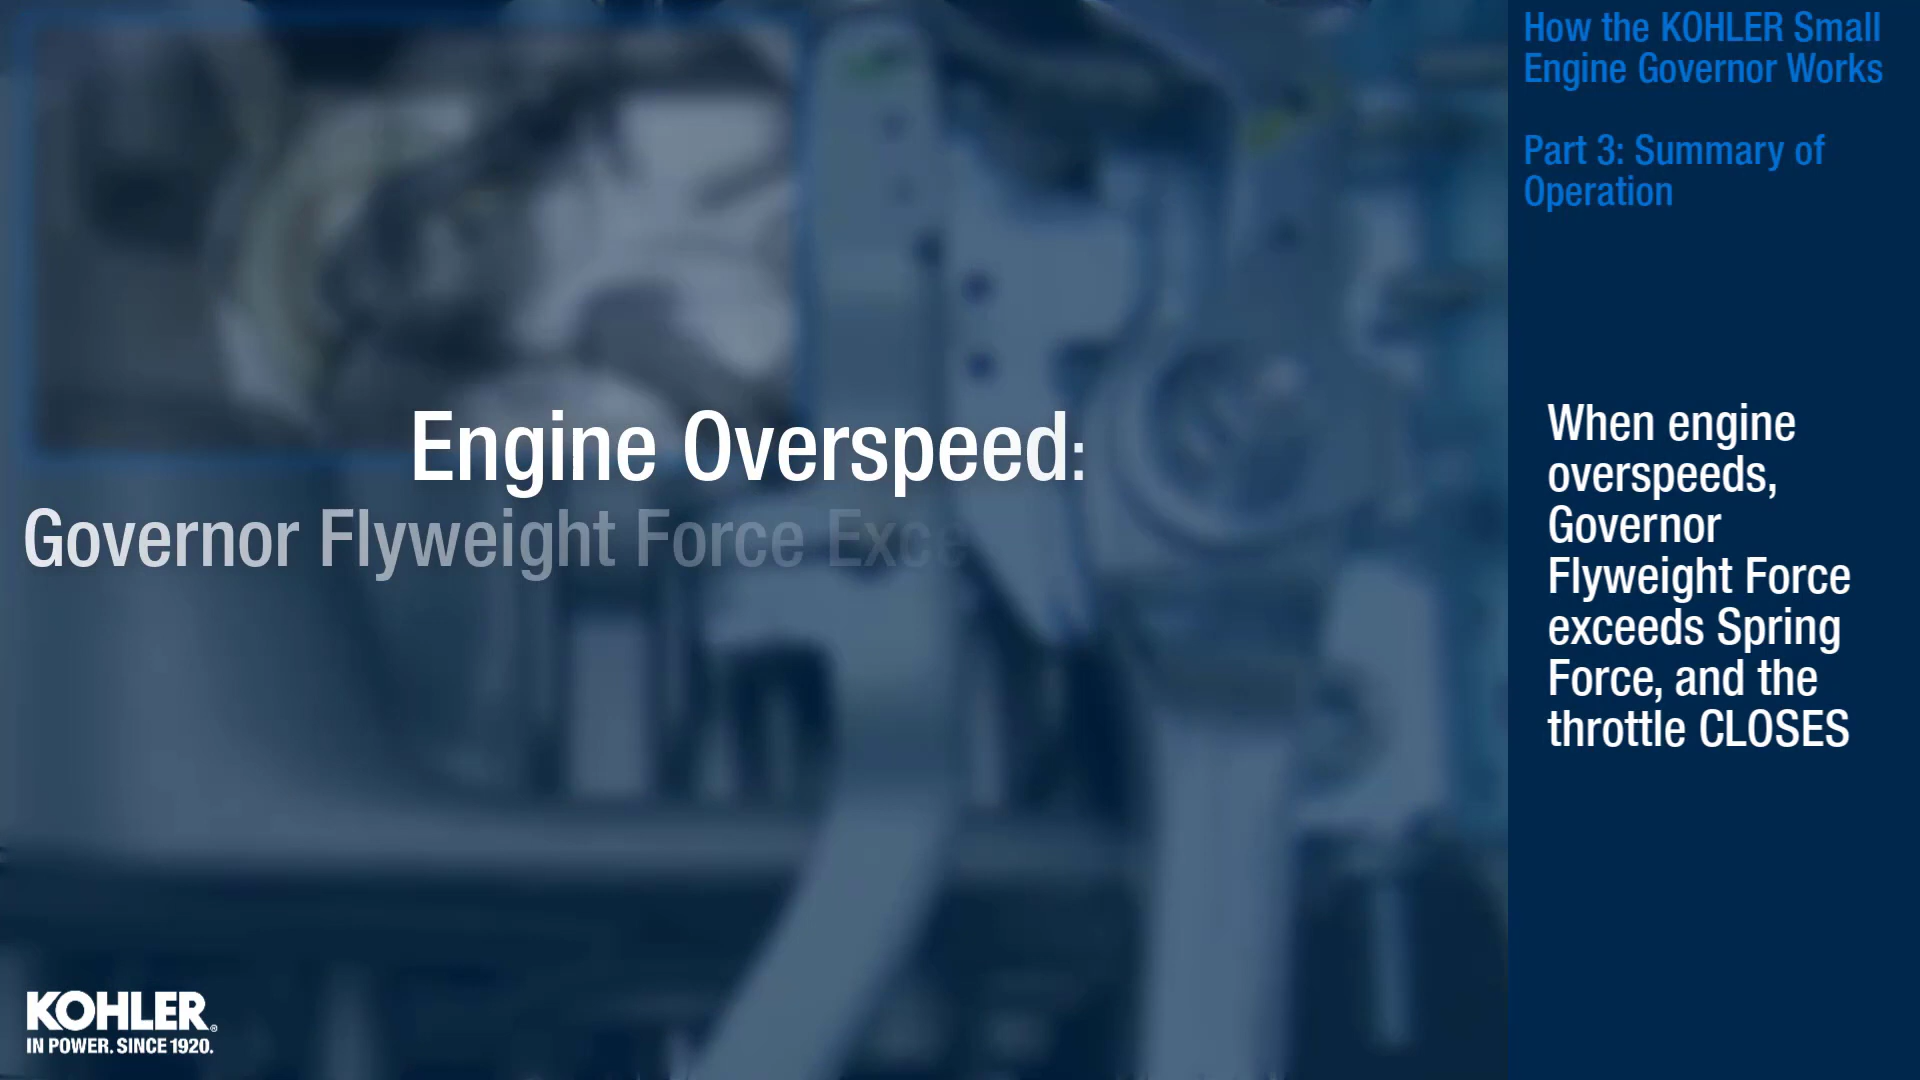 How the KOHLER Small
Engine Governor Works
Part 3: Summary of
Operation
Engine Overspeed:
Governor Flyweight Force
When engine
overspeeds,
Governor
Flyweight Force
exceeds Spring
Force, and the
throttle CLOSES
KOHLER®
IN POWER. SINCE 1920.